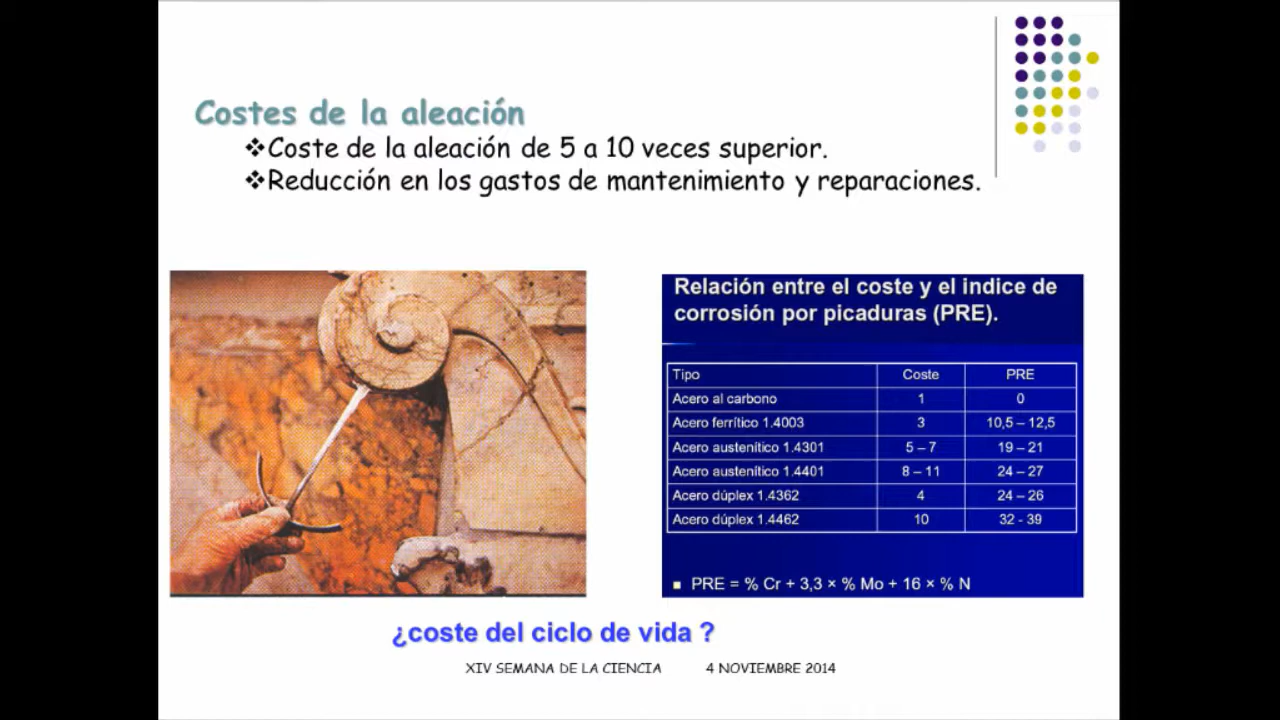 Costes de la aleación
❖Coste de la aleación de 5 a 10 veces superior.
❖Reducción en los gastos de mantenimiento y reparaciones.
Relación entre el coste y el indice de
corrosión por picaduras (PRE).
Tipo Coste PRE
Acero al carbono 1 0
Acero ferrítico 1.4003 3 10,5 – 12,5
Acero austenítico 1.4301 5 – 7 19 – 21
Acero austenítico 1.4401 8 – 11 24 – 27
Acero dúplex 1.4362 4 24 – 26
Acero dúplex 1.4462 10 32 - 39
▪ PRE = % Cr + 3,3 × % Mo + 16 × % N
¿coste del ciclo de vida ?
XIV SEMANA DE LA CIENCIA 4 NOVIEMBRE 2014